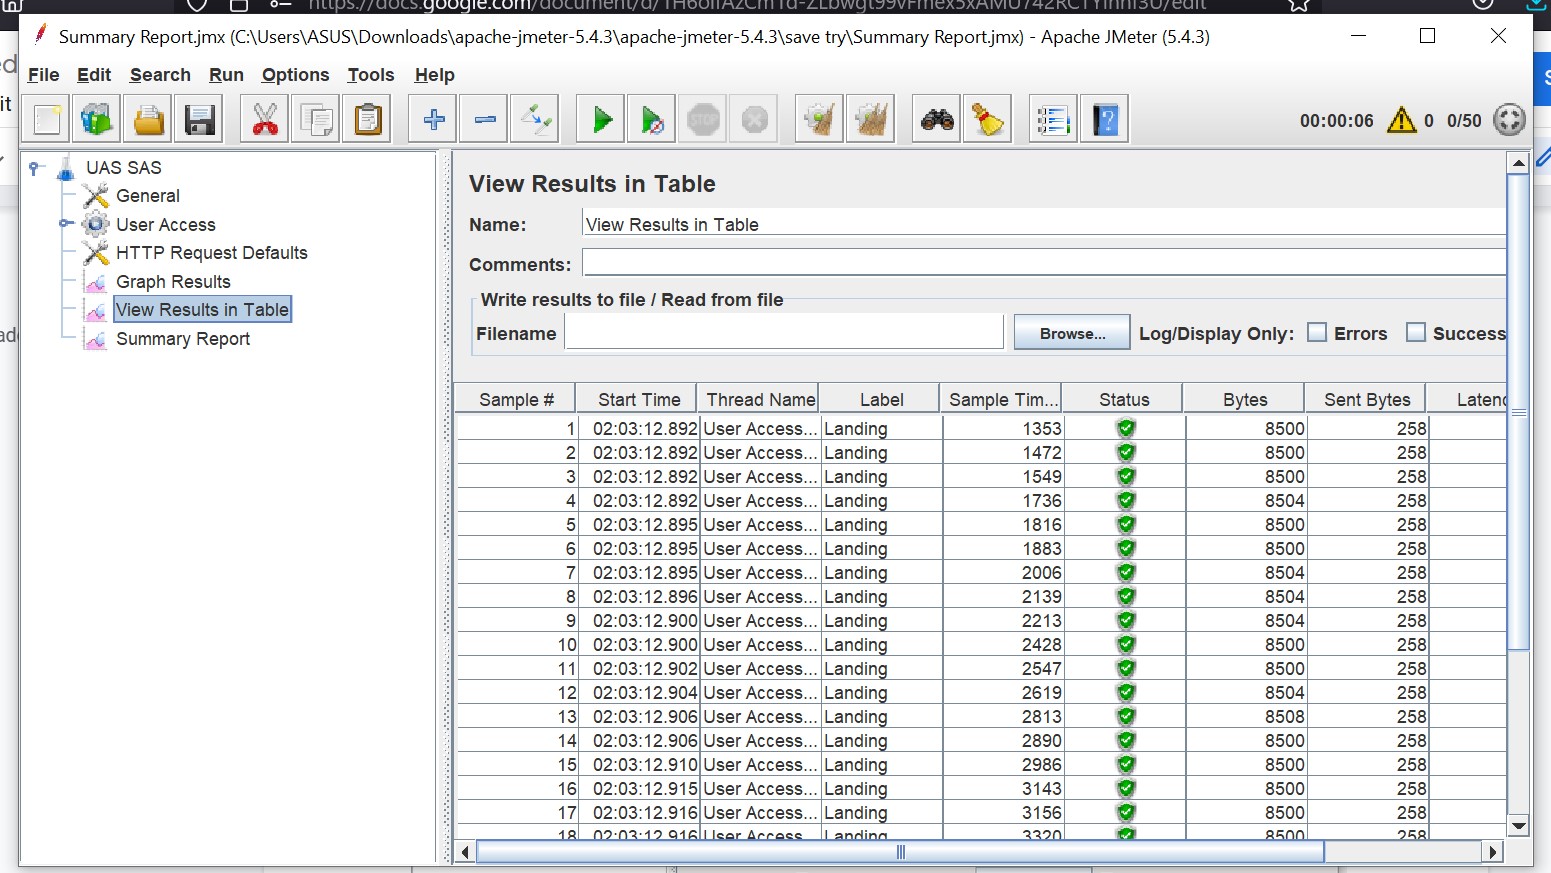 Summary Report.jmx (C:\Users\ASUS\Downloads\apache-jmeter-5.4.3\apache-jmeter-5.4.3\save try\Summary Report.jmx) - Apache JMeter (5.4.3)
File Edit Search Run Options Tools Help
STOP
00:00:06 0 0/50
UAS SAS
General
User Access
HTTP Request Defaults
Graph Results
View Results in Table
Summary Report
View Results in Table
Name: View Results in Table
Comments:
Write results to file / Read from file
Filename Browse... Log/Display Only: Errors Success
Sample # Start Time Thread Name Label Sample Tim... Status Bytes Sent Bytes Latenc
1 02:03:12.892 User Access... Landing 1353 8500 258
2 02:03:12.892 User Access... Landing 1472 8500 258
3 02:03:12.892 User Access... Landing 1549 8500 258
4 02:03:12.892 User Access... Landing 1736 8504 258
5 02:03:12.895 User Access... Landing 1816 8500 258
6 02:03:12.895 User Access... Landing 1883 8500 258
7 02:03:12.895 User Access... Landing 2006 8504 258
8 02:03:12.896 User Access... Landing 2139 8504 258
9 02:03:12.900 User Access... Landing 2213 8504 258
10 02:03:12.900 User Access... Landing 2428 8500 258
11 02:03:12.902 User Access... Landing 2547 8500 258
12 02:03:12.904 User Access... Landing 2619 8504 258
13 02:03:12.906 User Access... Landing 2813 8508 258
14 02:03:12.906 User Access... Landing 2890 8500 258
15 02:03:12.910 User Access... Landing 2986 8500 258
16 02:03:12.915 User Access... Landing 3143 8500 258
17 02:03:12.916 User Access... Landing 3156 8500 258
18 02:03:12.916 User Access... Landing 3320 8500 258